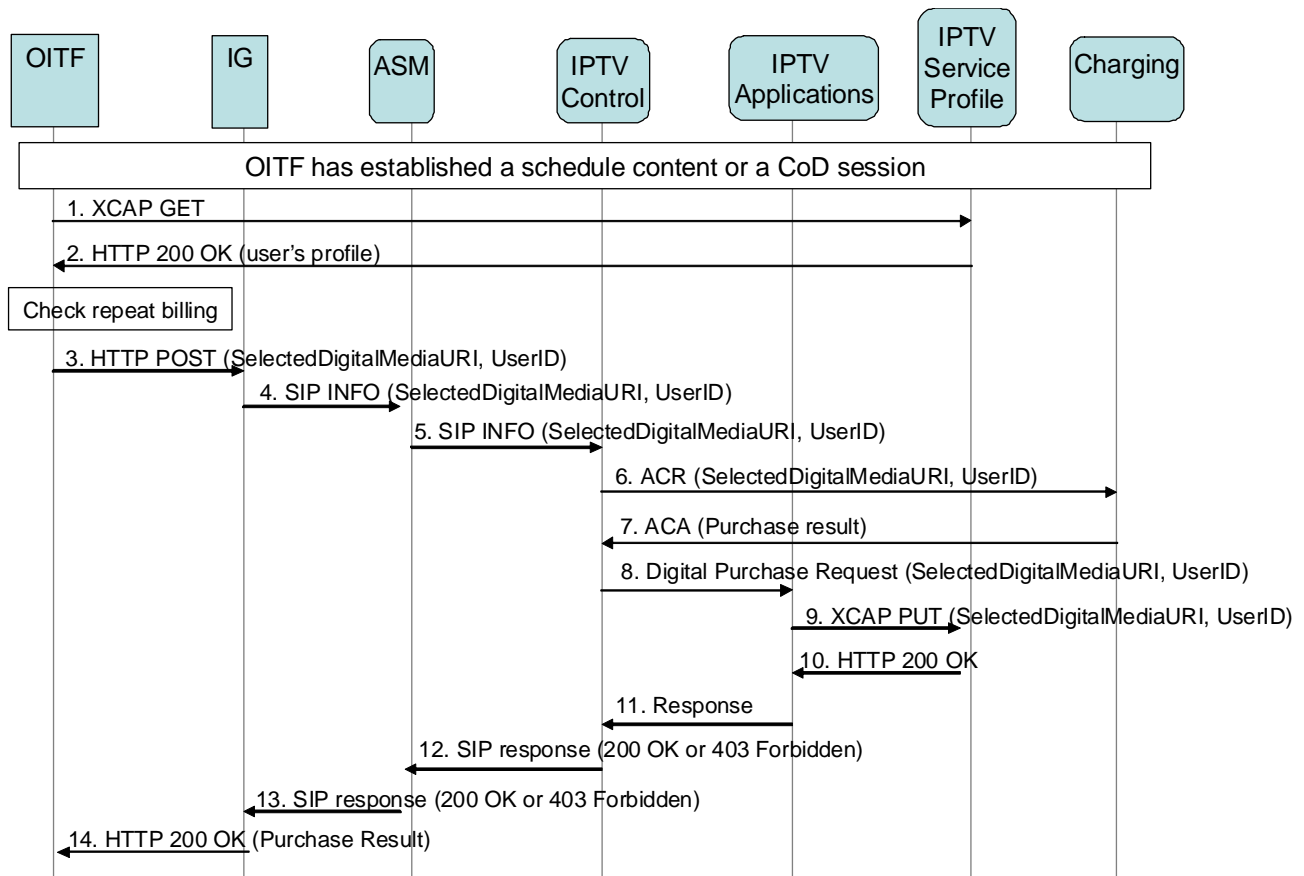 OITF
IG
ASM
IPTV
Control
IPTV
Applications
IPTV
Service
Profile
Charging
OITF has established a schedule content or a CoD session
1. XCAP GET
2. HTTP 200 OK (user's profile)
Check repeat billing
3. HTTP POST (SelectedDigitalMediaURI, UserID)
4. SIP INFO (SelectedDigitalMediaURI, UserID)
5. SIP INFO (SelectedDigitalMediaURI, UserID)
6. ACR (SelectedDigitalMediaURI, UserID)
7. ACA (Purchase result)
8. Digital Purchase Request (SelectedDigitalMediaURI, UserID)
9. XCAP PUT (SelectedDigitalMediaURI, UserID)
10. HTTP 200 OK
11. Response
12. SIP response (200 OK or 403 Forbidden)
13. SIP response (200 OK or 403 Forbidden)
14. HTTP 200 OK (Purchase Result)